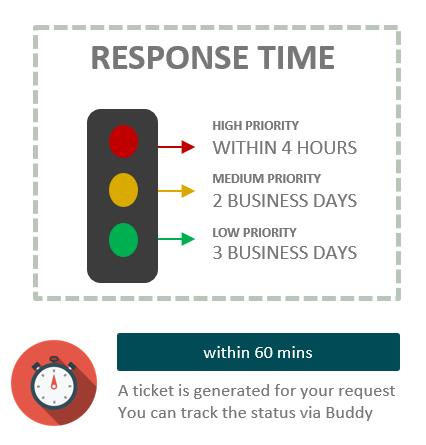 RESPONSE TIME
HIGH PRIORITY
WITHIN 4 HOURS
MEDIUM PRIORITY
2 BUSINESS DAYS
LOW PRIORITY
3 BUSINESS DAYS
within 60 mins
A ticket is generated for your request
You can track the status via Buddy